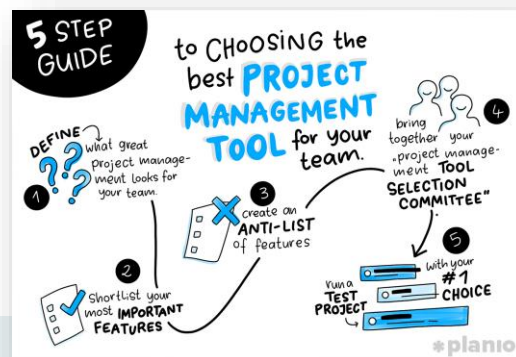 5 STEP
GUIDE
to CHOOSING the
best PROJECT
MANAGEMENT
TOOL for your
team.
1
DEFINE
what great
project manage-
ment looks for
your team.
2
Shortlist your
most IMPORTANT
FEATURES
3
create an
ANTI-LIST
of features
4
bring
together your
„project manage-
ment TOOL
SELECTION
COMMITTEE"
5
run a
TEST
PROJECT
with your
#1
CHOICE
*planio